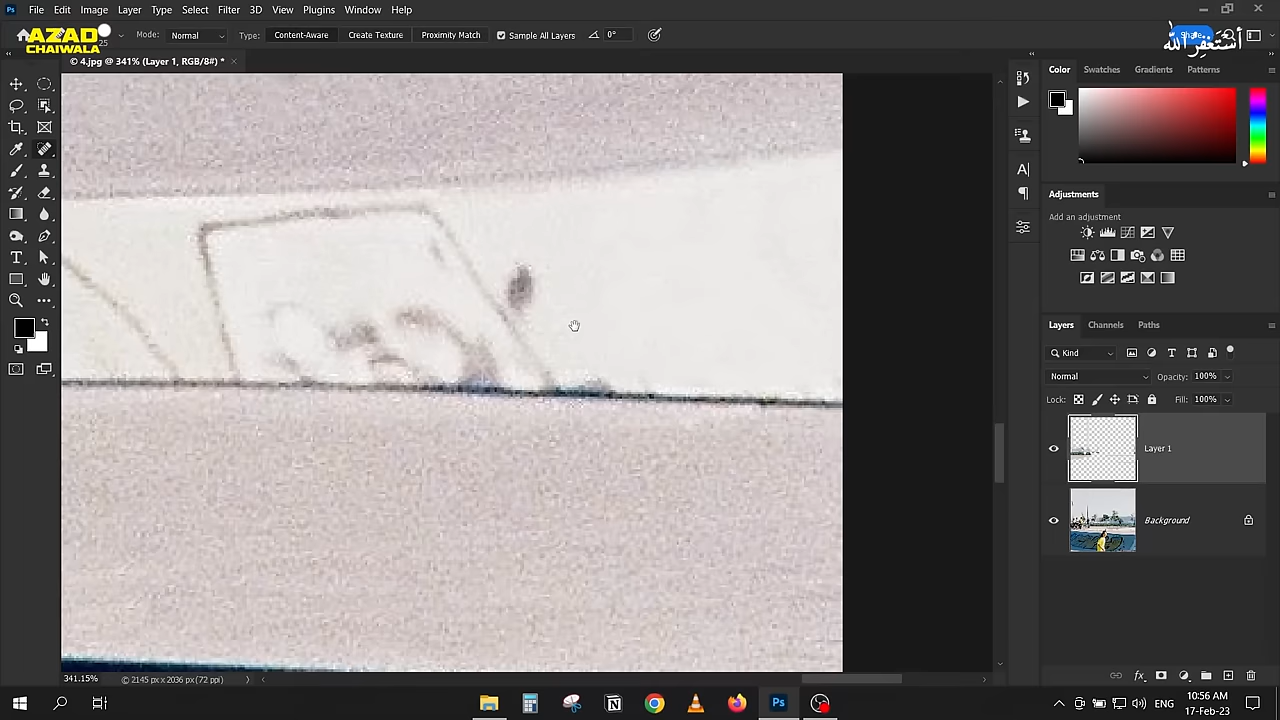 File Edit Image Layer Type Select Filter 3D View Plugins Window Help
AZAD
CHAIWALA
25
Mode: Normal
Type: Content-Aware Create Texture Proximity Match Sample All Layers 0°
أستغفر الله
© 4.jpg @ 341% (Layer 1, RGB/8#) *
Color Swatches Gradients Patterns
Adjustments
Add an adjustment
Layers Channels Paths
Kind
Normal Opacity: 100%
Lock: Fill: 100%
Layer 1
Background
341.15% © 2145 px x 2036 px (72 ppi)
ENG
10:56 AM
17-Feb-23